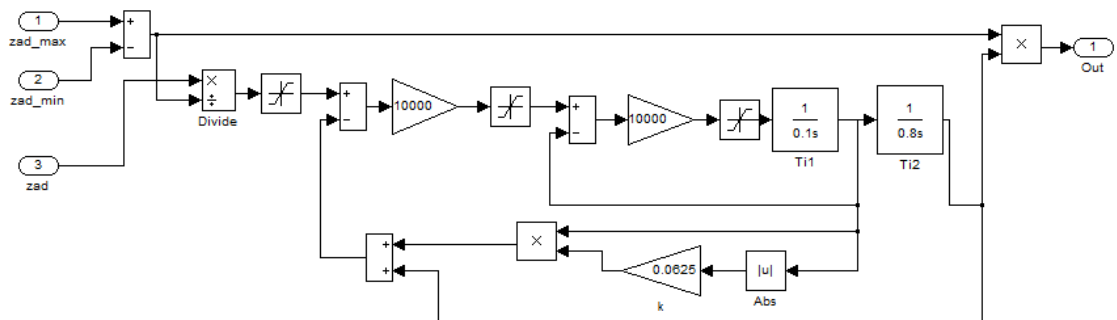 1
zad_max
2
zad_min
3
zad
+
−
×
÷
Divide
+
−
10000
+
−
10000
1
0.1s
Ti1
1
0.8s
Ti2
×
1
Out
+
+
×
0.0625
k
|u|
Abs